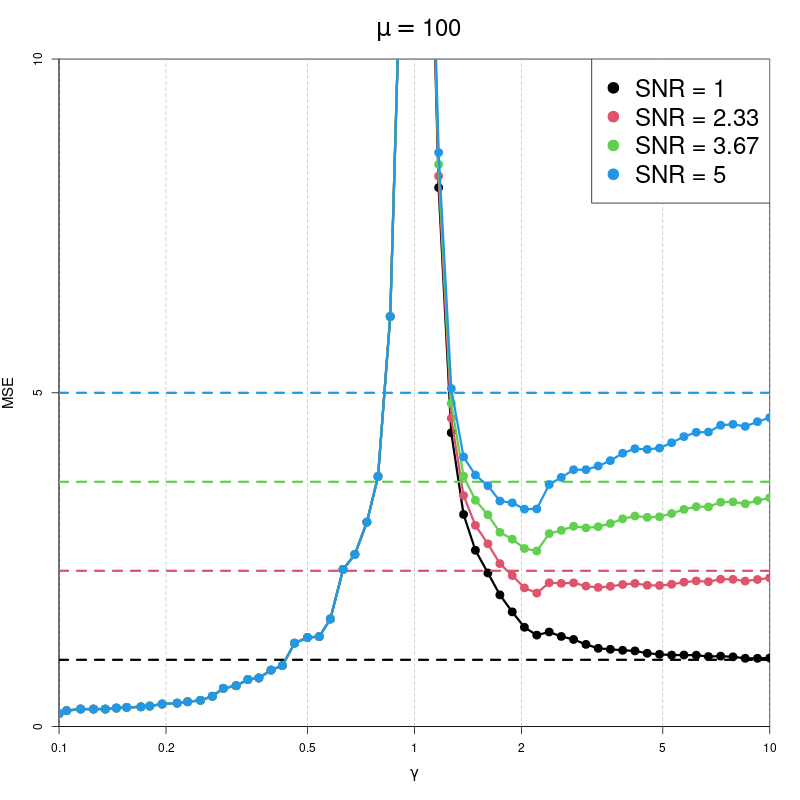 μ = 100
SNR = 1
SNR = 2.33
SNR = 3.67
SNR = 5
MSE
10
5
0
0.1 0.2 0.5 1 2 5 10
γ